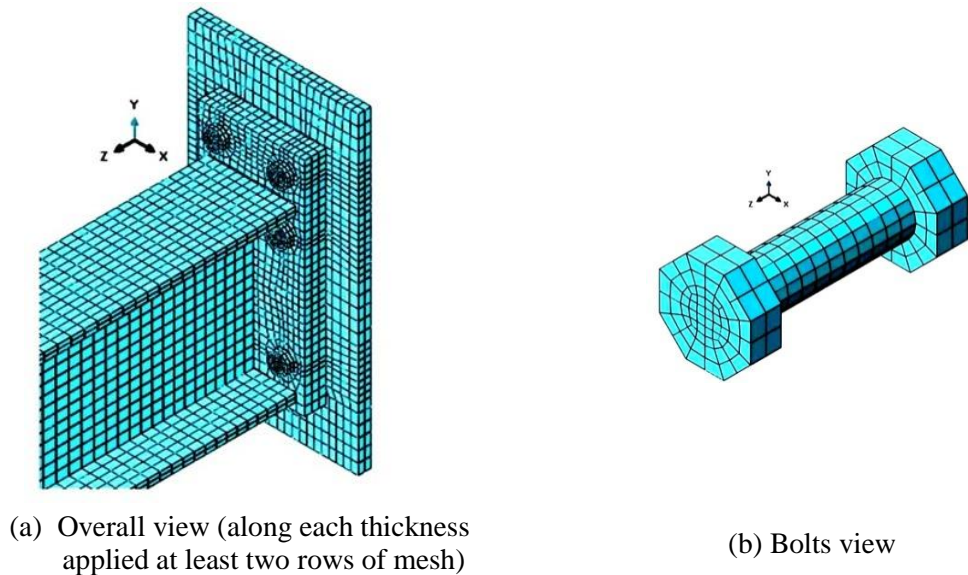 Y
Z X
Y
Z X
(a) Overall view (along each thickness
applied at least two rows of mesh)
(b) Bolts view